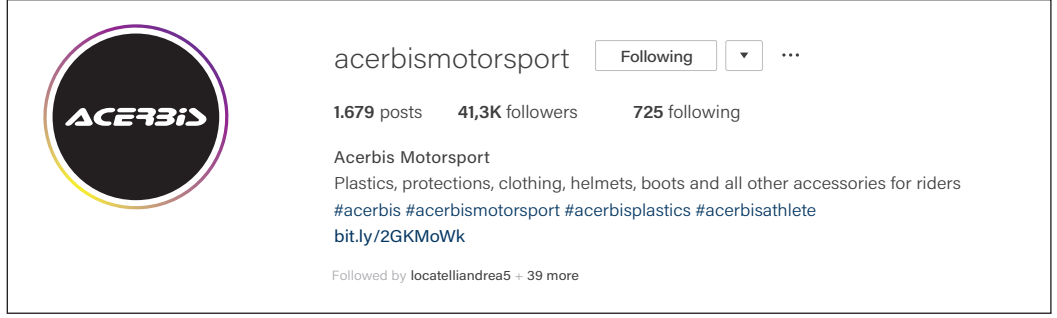 ACERBIS
acerbismotorsport Following ▼ ···
1.679 posts 41,3K followers 725 following
Acerbis Motorsport
Plastics, protections, clothing, helmets, boots and all other accessories for riders
#acerbis #acerbismotorsport #acerbisplastics #acerbisathlete
bit.ly/2GKMoWk
Followed by locatelliandrea5 + 39 more